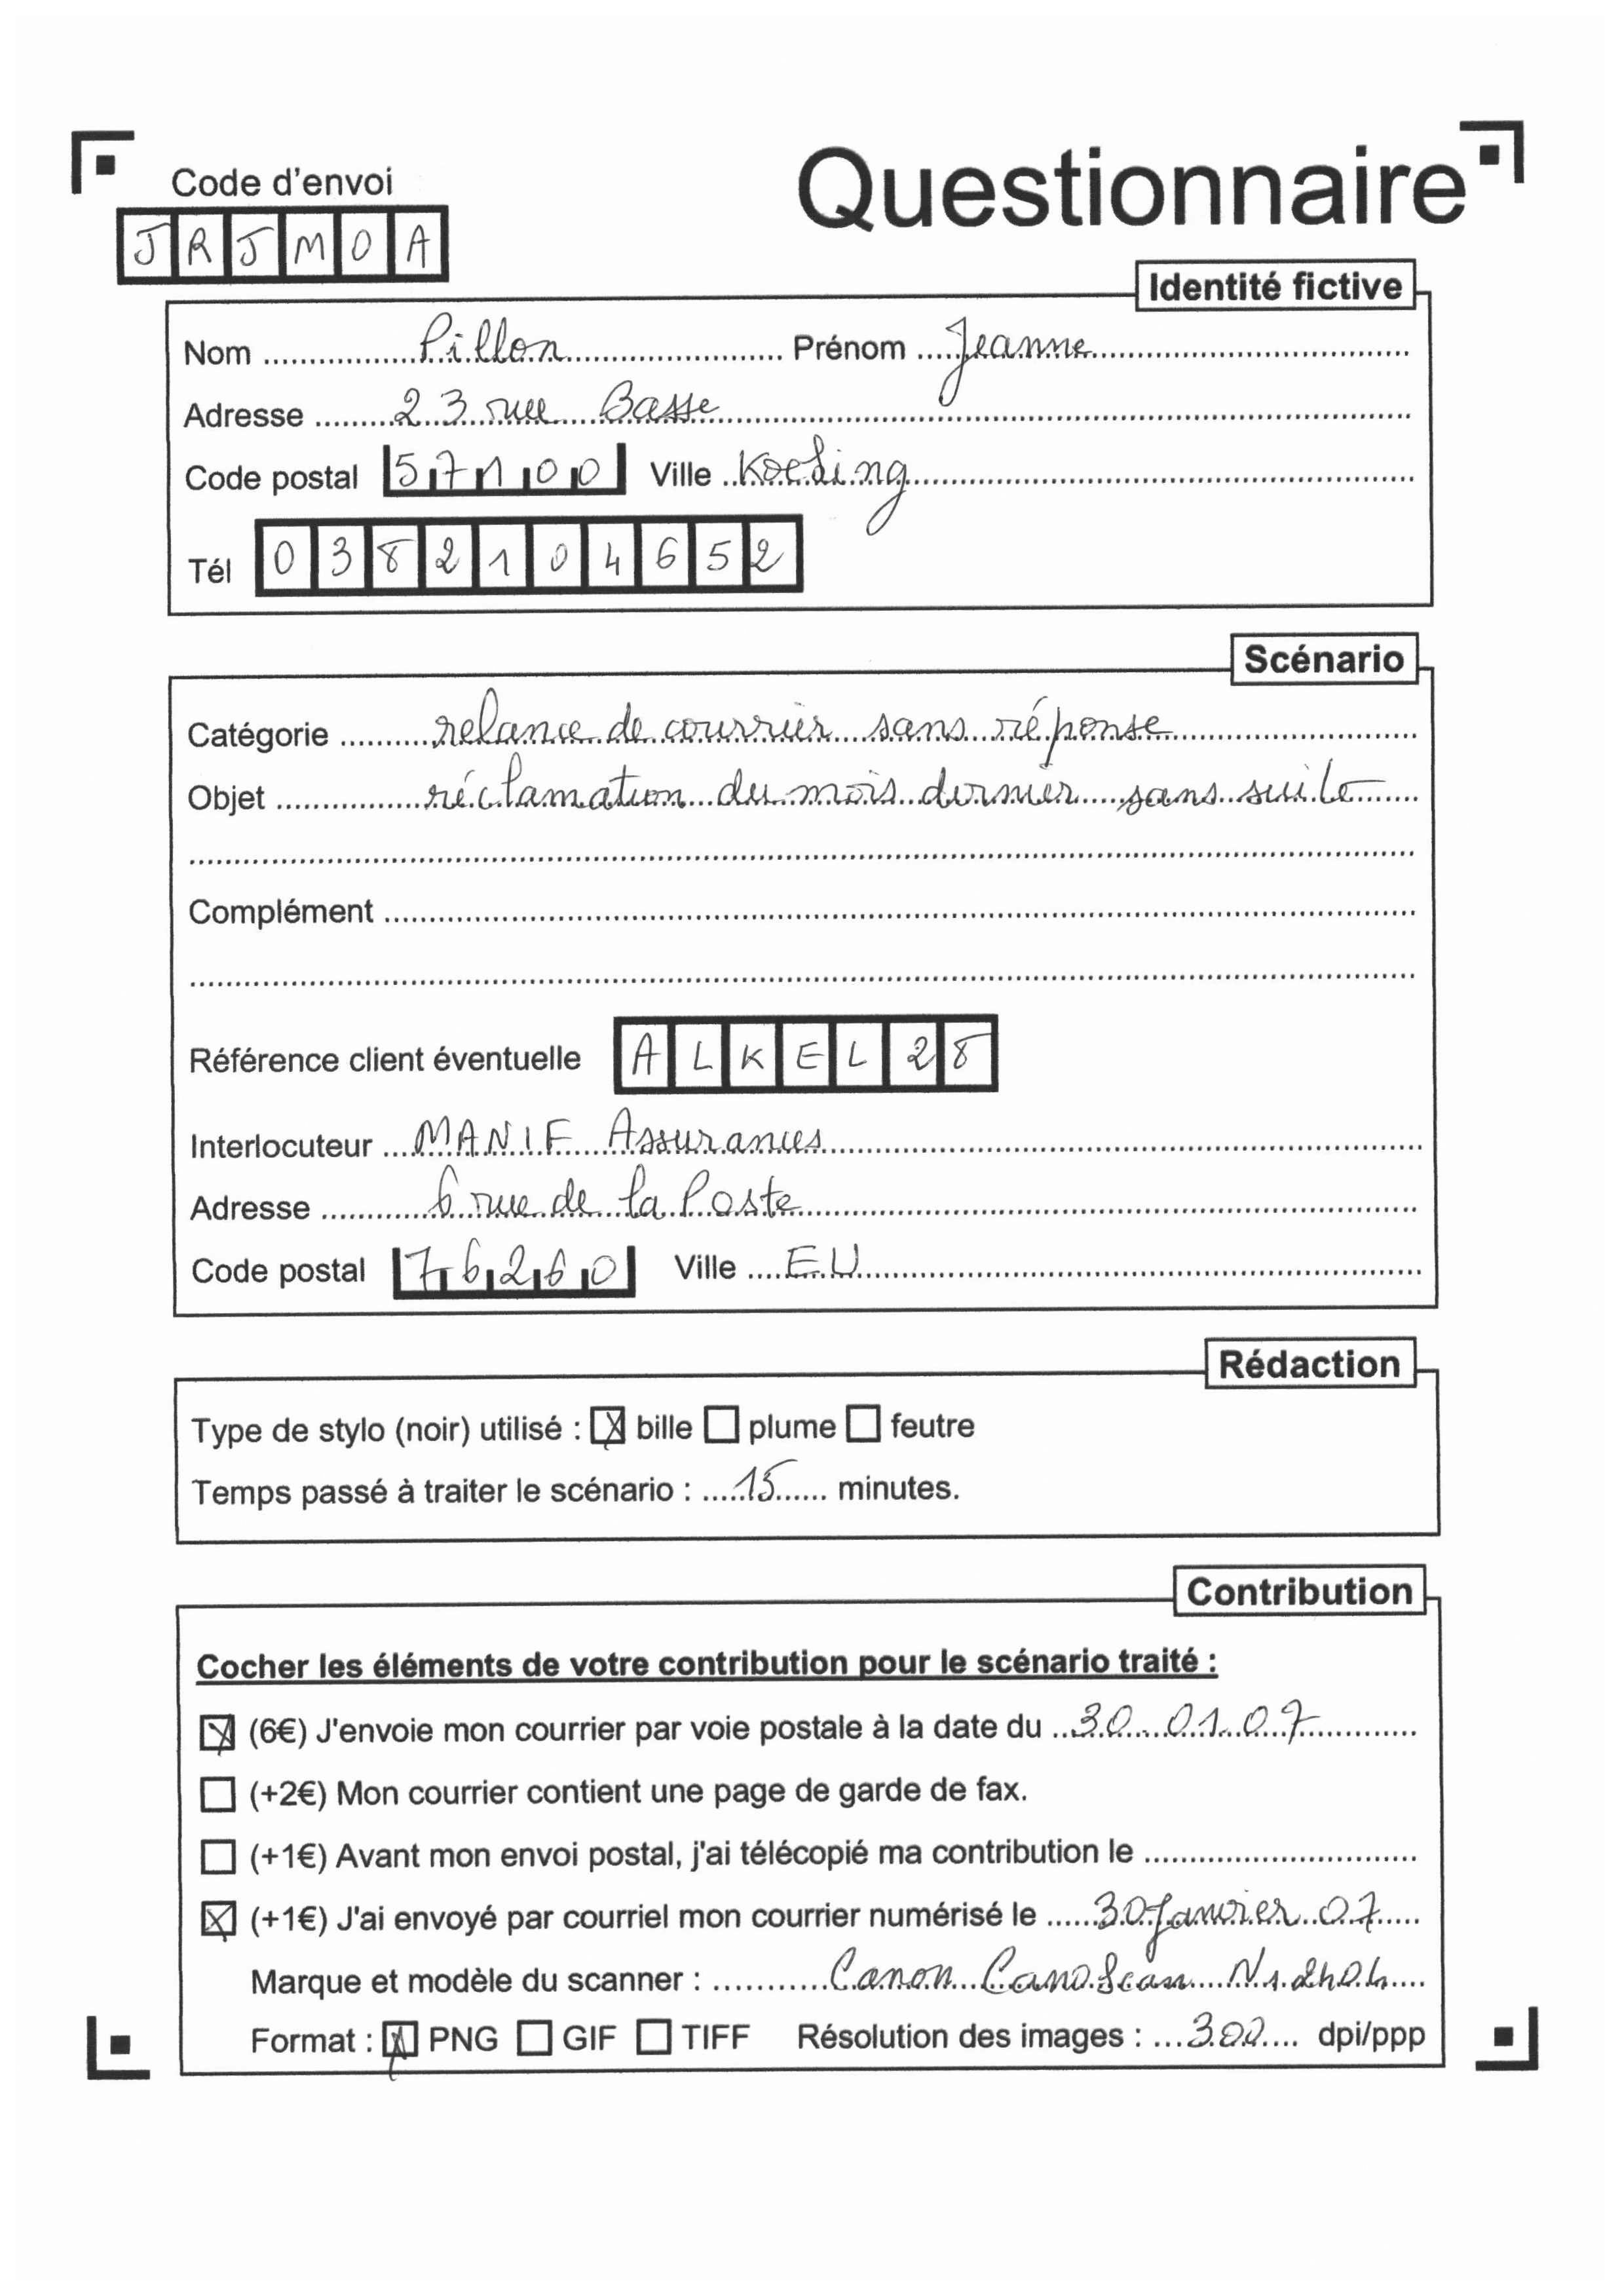 Code d'envoi
Questionnaire
JRJMOA
Identité fictive
Nom Pillon Prénom Jeanne
Adresse 23 rue Basse
Code postal 57100 Ville Koeking
Tél 0382104652
Scénario
Catégorie relance de courrier sans réponse
Objet réclamation du mois dernier sans suite
Complément
Référence client éventuelle ALKEL28
Interlocuteur MANIF Assurances
Adresse 6 rue de la Poste
Code postal 76260 Ville EU
Rédaction
Type de stylo (noir) utilisé : bille plume feutre
Temps passé à traiter le scénario : 15 minutes.
Contribution
Cocher les éléments de votre contribution pour le scénario traité :
(6€) J'envoie mon courrier par voie postale à la date du 30 01 07
(+2€) Mon courrier contient une page de garde de fax.
(+1€) Avant mon envoi postal, j'ai télécopié ma contribution le
(+1€) J'ai envoyé par courriel mon courrier numérisé le 30 janvier 07
Marque et modèle du scanner : Canon CanoScan
Format : PNG GIF TIFF Résolution des images : 300 dpi/ppp